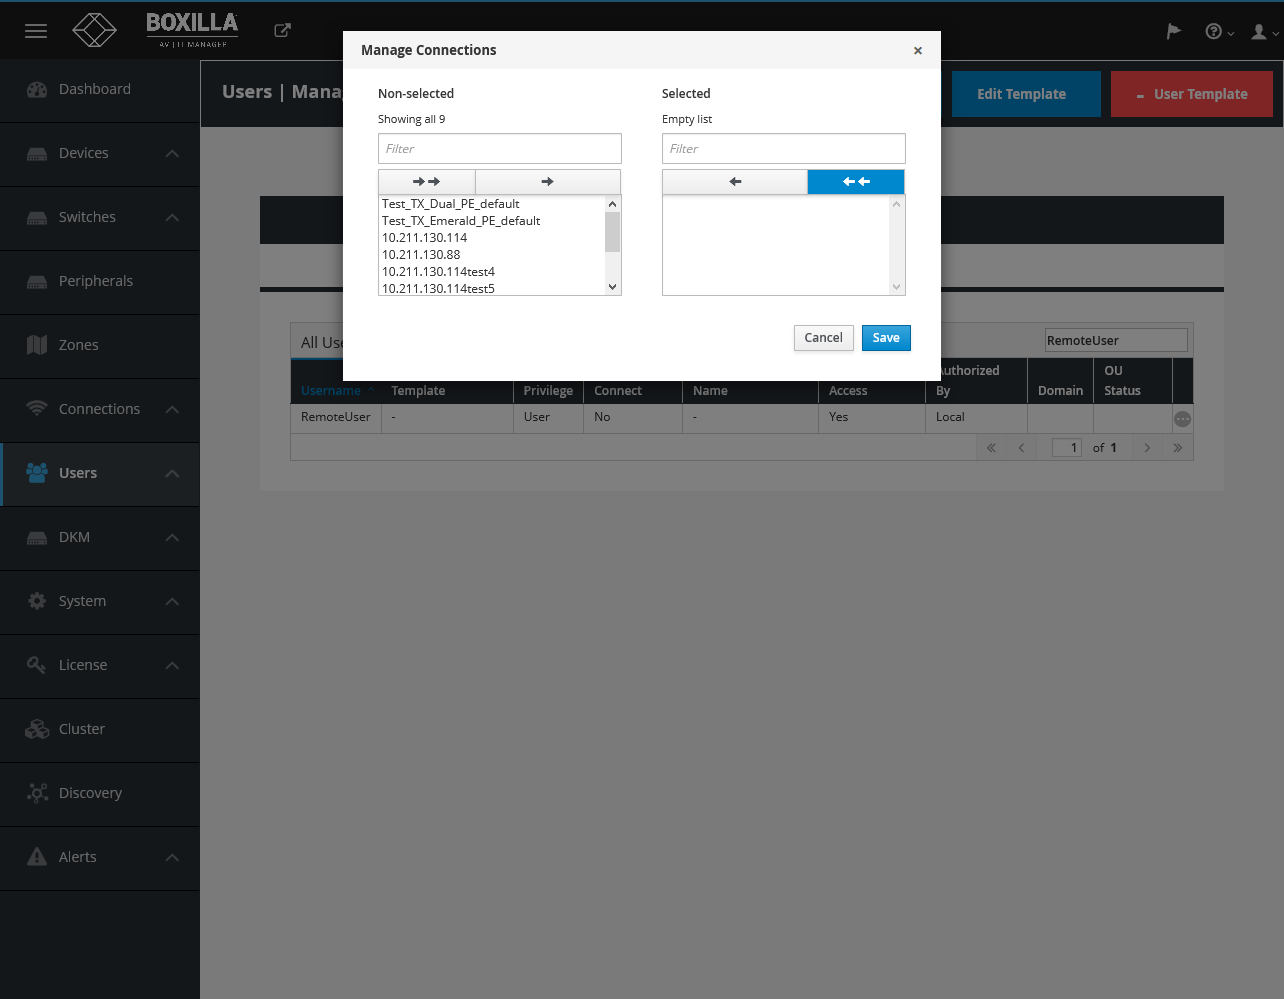 BOXILLA
AV | IT MANAGER
Dashboard
Devices
Switches
Peripherals
Zones
Connections
Users
DKM
System
License
Cluster
Discovery
Alerts
Users | Mana
Edit Template
- User Template
Manage Connections
×
Non-selected
Showing all 9
Filter
Test_TX_Dual_PE_default
Test_TX_Emerald_PE_default
10.211.130.114
10.211.130.88
10.211.130.114test4
10.211.130.114test5
Selected
Empty list
Filter
Cancel
Save
All Use
RemoteUser
Username Template Privilege Connect Name Access Authorized By Domain OU Status
RemoteUser - User No - Yes Local
« ‹ 1 of 1 › »